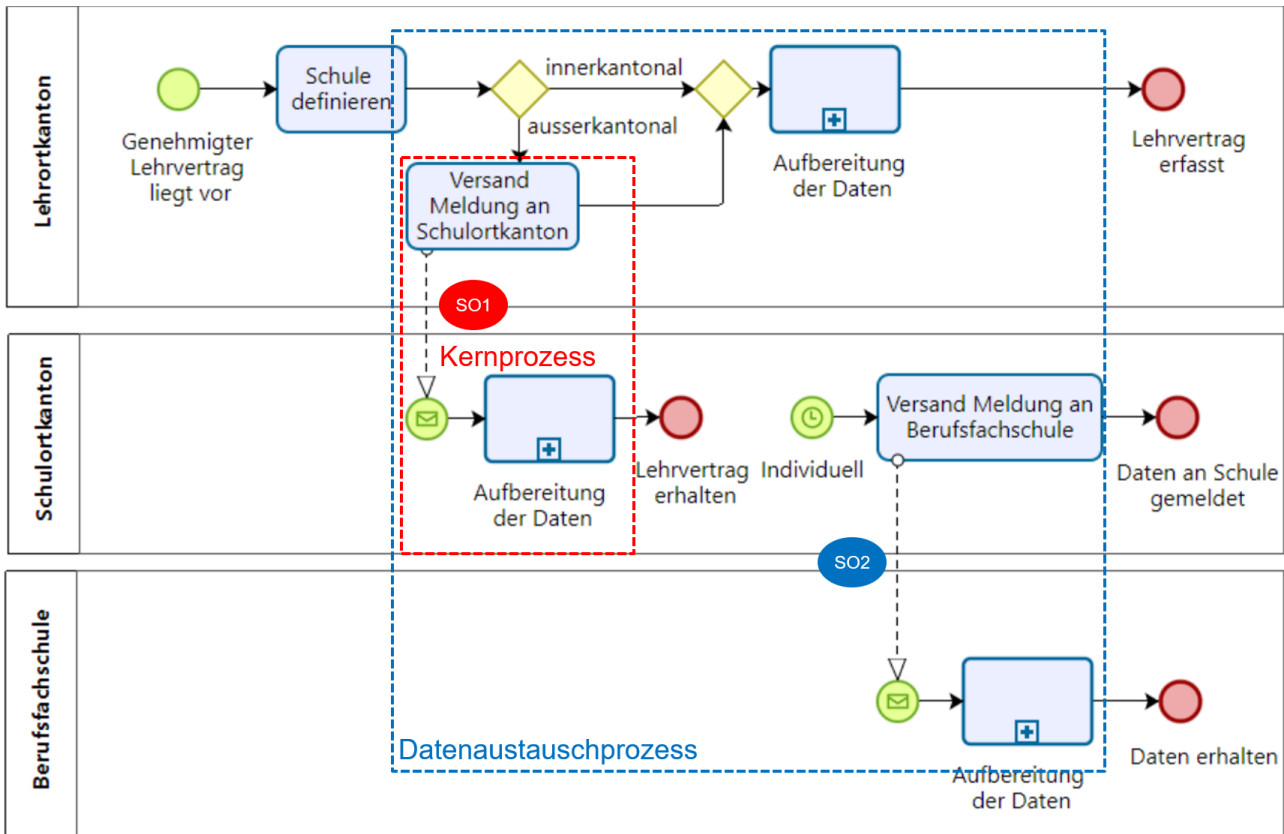 Lehrortkanton
Genehmigter
Lehrvertrag
liegt vor
Schule
definieren
innerkantonal
ausserkantonal
Versand
Meldung an
Schulortkanton
Aufbereitung
der Daten
Lehrvertrag
erfasst
SO1
Schulortkanton
Kernprozess
Aufbereitung
der Daten
Lehrvertrag
erhalten
Individuell
Versand Meldung an
Berufsfachschule
Daten an Schule
gemeldet
SO2
Berufsfachschule
Datenaustauschprozess
Aufbereitung
der Daten
Daten erhalten